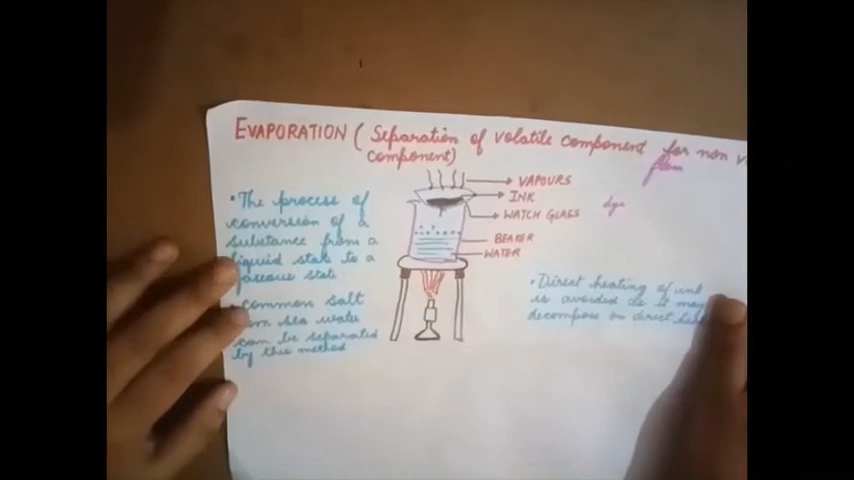 EVAPORATION ( Separation of volatile component for non v
from
component)
VAPOURS
INK
dye
WATCH GLASS
BEAKER
WATER
• The process of
conversion of a
substance from a
liquid state to a
gaseous state
common salt
from sea water
can be separated
by this method
• Direct heating of ink
is avoided as it may
decompose on direct